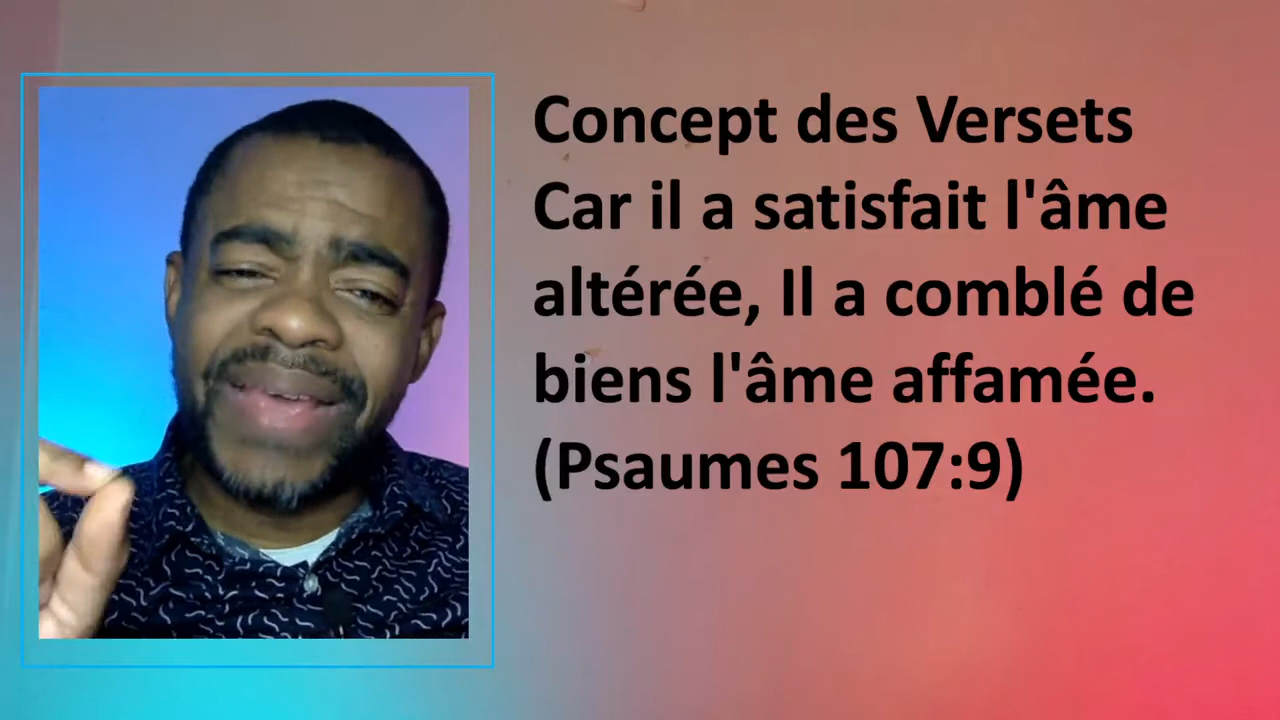 Concept des Versets
Car il a satisfait l'âme
altérée, Il a comblé de
biens l'âme affamée.
(Psaumes 107:9)